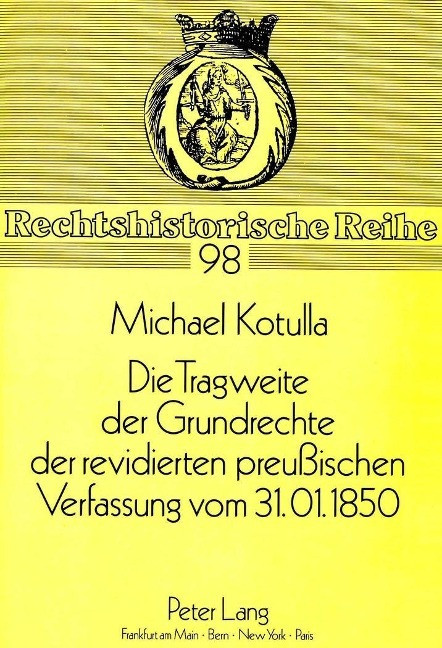 Rechtshistorische Reihe
98
Michael Kotulla
Die Tragweite
der Grundrechte
der revidierten preußischen
Verfassung vom 31.01.1850
Peter Lang
Frankfurt am Main · Bern · New York · Paris